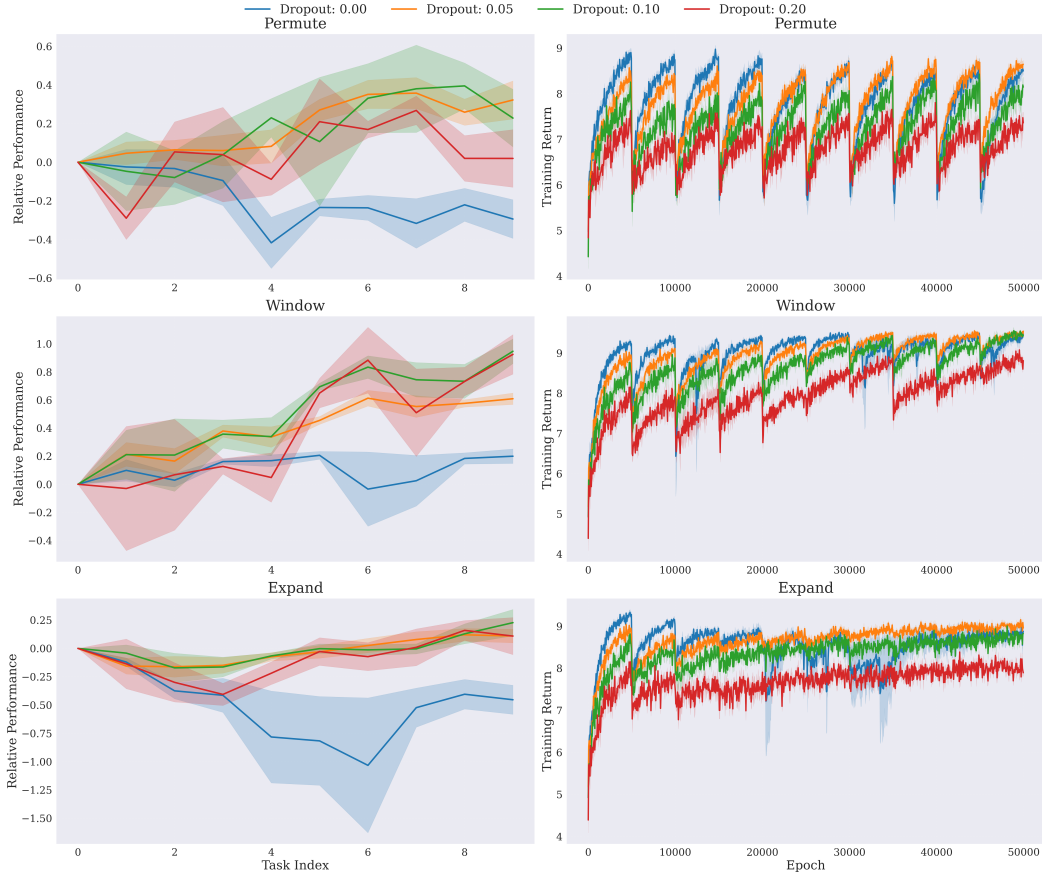 Dropout: 0.00 Dropout: 0.05 Dropout: 0.10 Dropout: 0.20
Permute
Relative Performance
0.6
0.4
0.2
0.0
−0.2
−0.4
−0.6
0 2 4 6 8
Permute
Training Return
9
8
7
6
5
4
0 10000 20000 30000 40000 50000
Window
Relative Performance
1.0
0.8
0.6
0.4
0.2
0.0
−0.2
−0.4
0 2 4 6 8
Window
Training Return
9
8
7
6
5
4
0 10000 20000 30000 40000 50000
Expand
Relative Performance
0.25
0.00
−0.25
−0.50
−0.75
−1.00
−1.25
−1.50
0 2 4 6 8
Task Index
Expand
Training Return
9
8
7
6
5
4
0 10000 20000 30000 40000 50000
Epoch